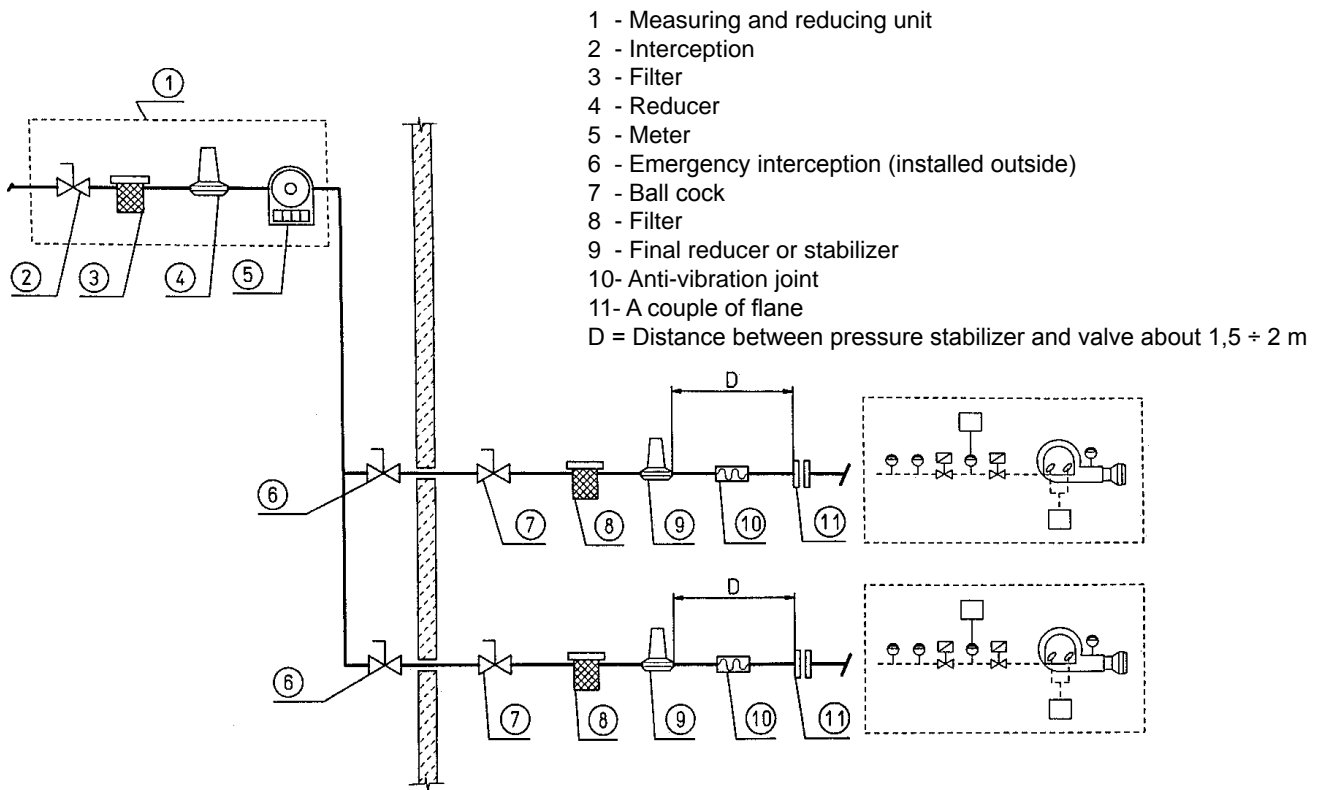 1 - Measuring and reducing unit
2 - Interception
3 - Filter
4 - Reducer
5 - Meter
6 - Emergency interception (installed outside)
7 - Ball cock
8 - Filter
9 - Final reducer or stabilizer
10- Anti-vibration joint
11- A couple of flane
D = Distance between pressure stabilizer and valve about 1,5 ÷ 2 m
1
2 3 4 5
D
6 7 8 9 10 11
D
6 7 8 9 10 11